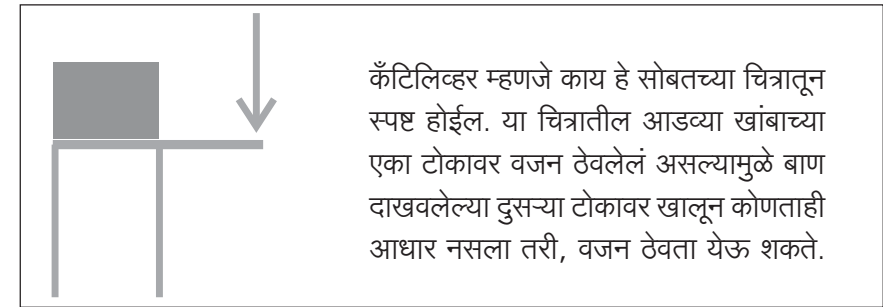 कँटिलिव्हर म्हणजे काय हे सोबतच्या चित्रातून
स्पष्ट होईल. या चित्रातील आडव्या खांबाच्या
एका टोकावर वजन ठेवलेलं असल्यामुळे बाण
दाखवलेल्या दुसऱ्या टोकावर खालून कोणताही
आधार नसला तरी, वजन ठेवता येऊ शकते.